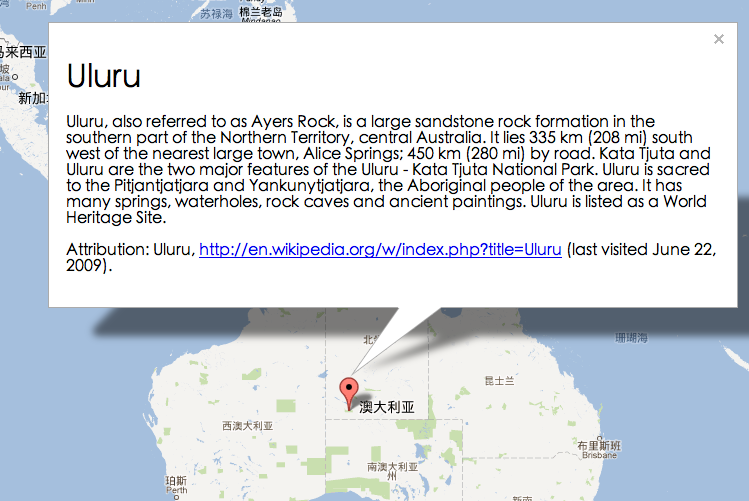 苏禄海
棉兰老岛
Mindanao
Penh
马来西亚
新加坡
×
Uluru
Uluru, also referred to as Ayers Rock, is a large sandstone rock formation in the
southern part of the Northern Territory, central Australia. It lies 335 km (208 mi) south
west of the nearest large town, Alice Springs; 450 km (280 mi) by road. Kata Tjuta and
Uluru are the two major features of the Uluru - Kata Tjuta National Park. Uluru is sacred
to the Pitjantjatjara and Yankunytjatjara, the Aboriginal people of the area. It has
many springs, waterholes, rock caves and ancient paintings. Uluru is listed as a World
Heritage Site.
Attribution: Uluru, http://en.wikipedia.org/w/index.php?title=Uluru (last visited June 22,
2009).
珊瑚海
昆士兰
澳大利亚
西澳大利亚
布里斯班
Brisbane
南澳大利亚
州
珀斯
Perth